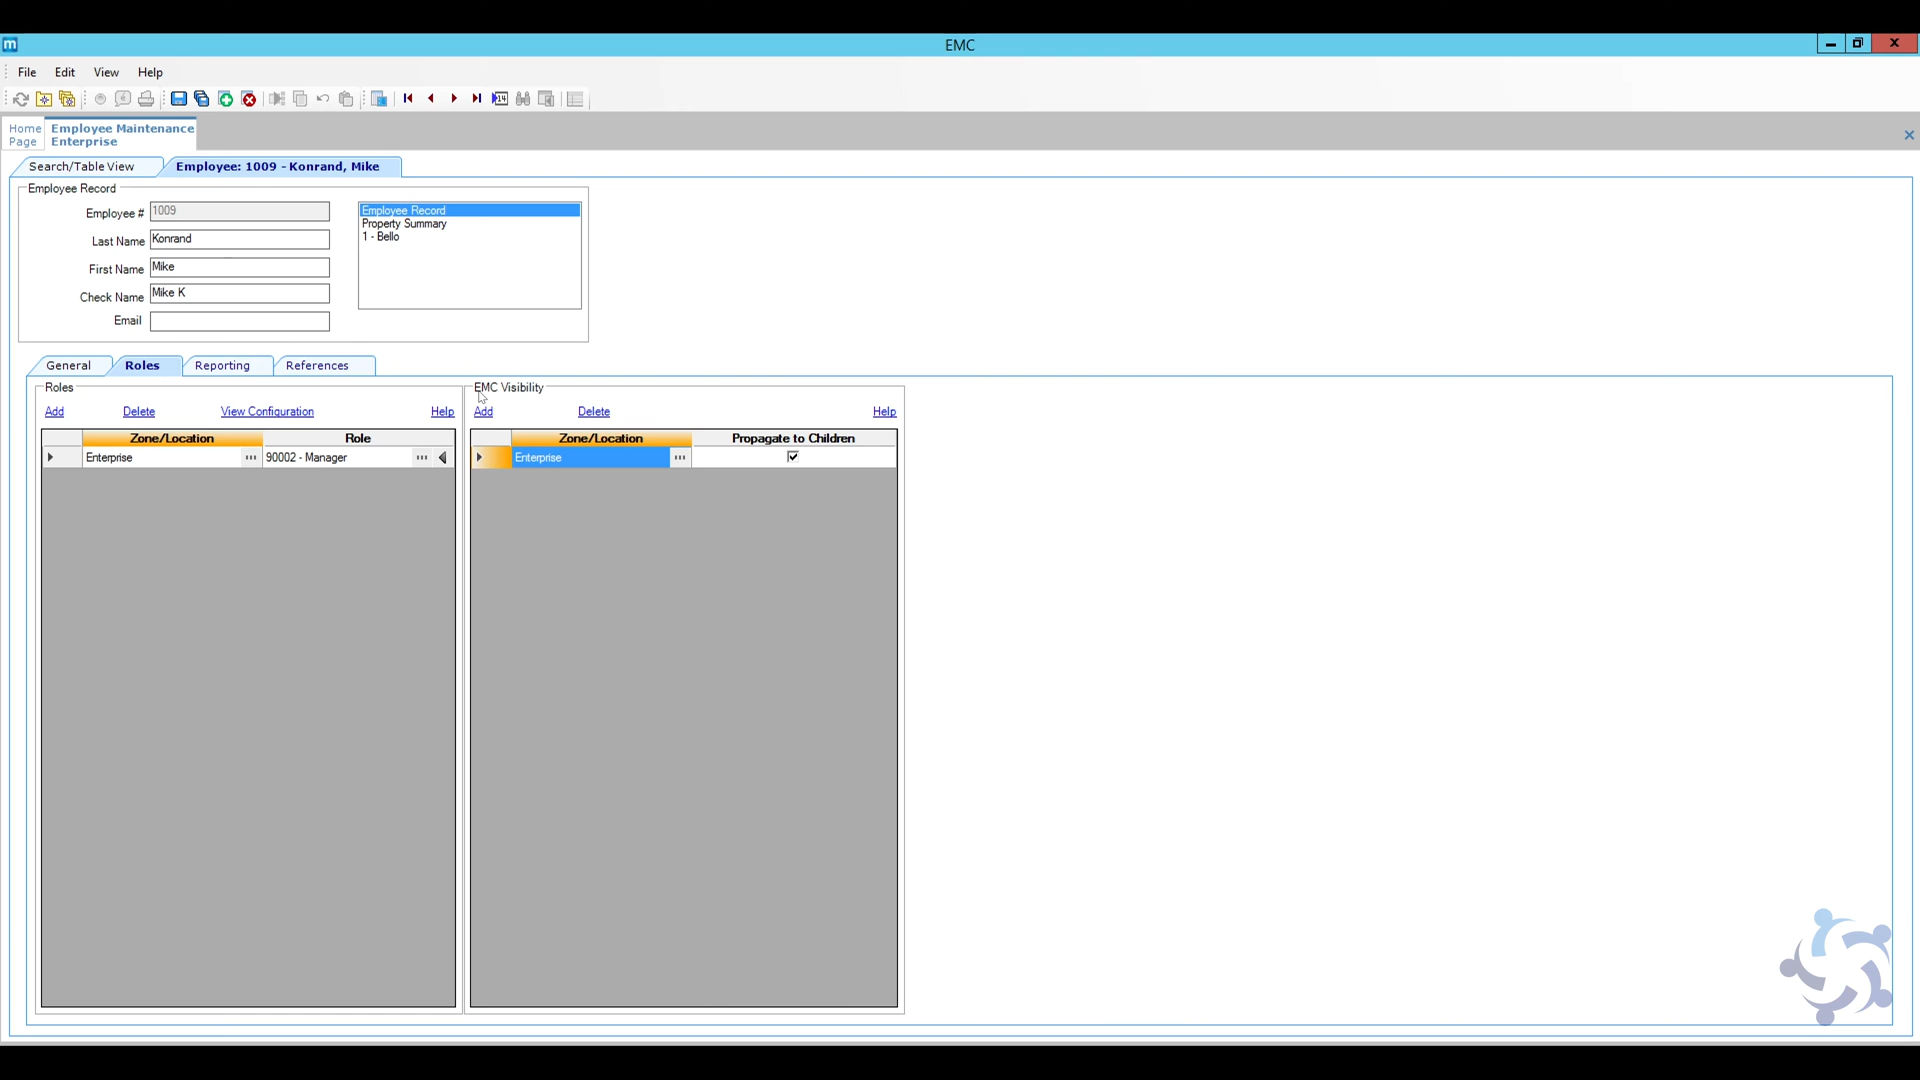 m
EMC
File Edit View Help
14
Home Page
Employee Maintenance Enterprise
Search/Table View
Employee: 1009 - Konrand, Mike
Employee Record
Employee # 1009
Last Name Konrand
First Name Mike
Check Name Mike K
Email
Employee Record
Property Summary
1 - Bello
General Roles Reporting References
Roles
Add Delete View Configuration Help
Zone/Location Role
Enterprise ... 90002 - Manager ...
EMC Visibility
Add Delete Help
Zone/Location Propagate to Children
Enterprise ...